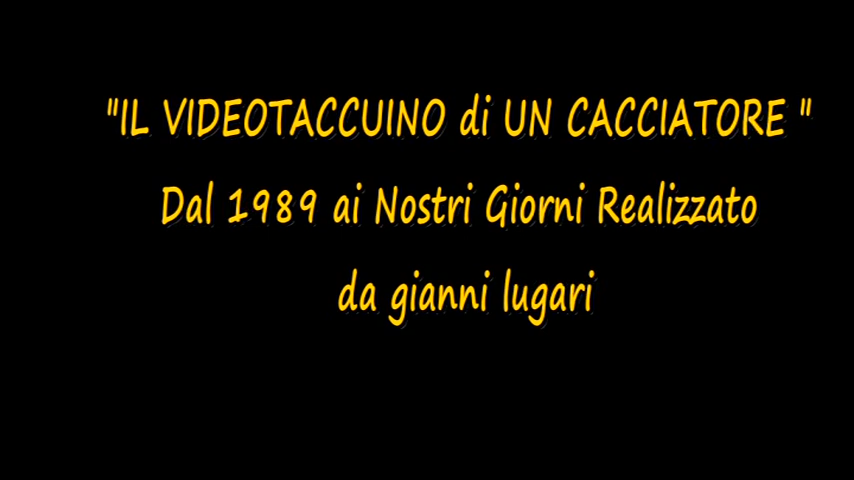 "IL VIDEOTACCUINO di UN CACCIATORE "
Dal 1989 ai Nostri Giorni Realizzato
da gianni lugari